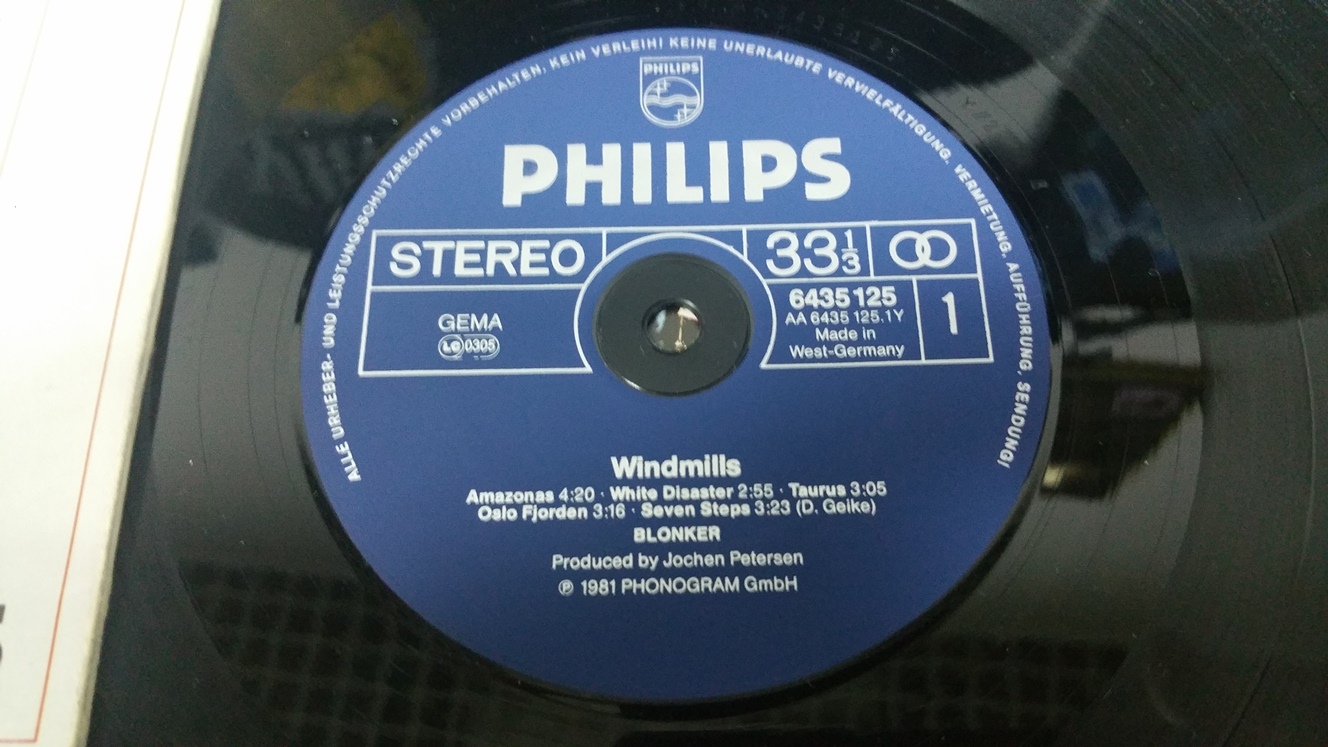 ALLE URHEBER- UND LEISTUNGSSCHUTZRECHTE VORBEHALTEN, KEIN VERLEIH! KEINE UNERLAUBTE VERVIELFÄLTIGUNG, VERMIETUNG, AUFFÜHRUNG, SENDUNG!
PHILIPS
PHILIPS
STEREO
33 1/3
GEMA
LC 0305
6435 125
AA 6435 125.1Y
Made in
West-Germany
1
Windmills
Amazonas 4:20 · White Disaster 2:55 · Taurus 3:05
Oslo Fjorden 3:16 · Seven Steps 3:23 (D. Geike)
BLONKER
Produced by Jochen Petersen
℗ 1981 PHONOGRAM GmbH